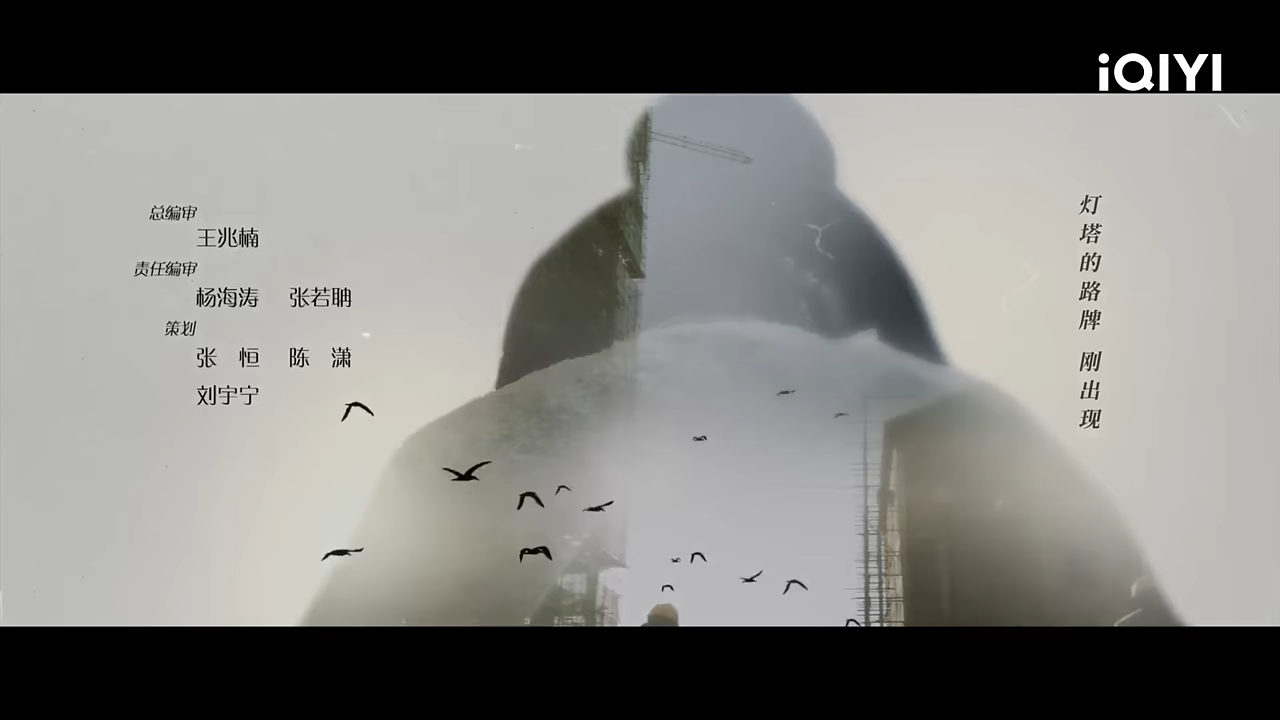 iQIYI
总编审
王兆楠
责任编审
杨海涛 张若聃
策划
张 恒 陈 潇
刘宇宁
灯塔的路牌 刚出现